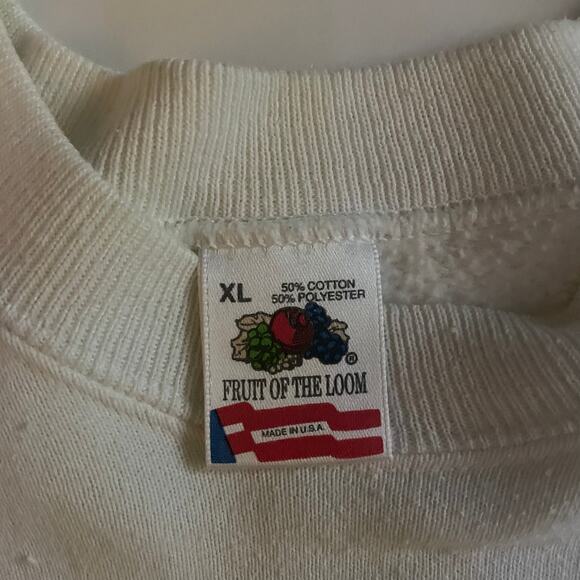 XL
50% COTTON
50% POLYESTER
®
FRUIT OF THE LOOM
MADE IN U.S.A.